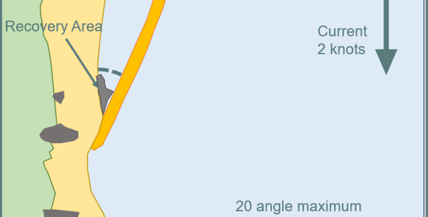 Recovery Area
Current
2 knots
20 angle maximum